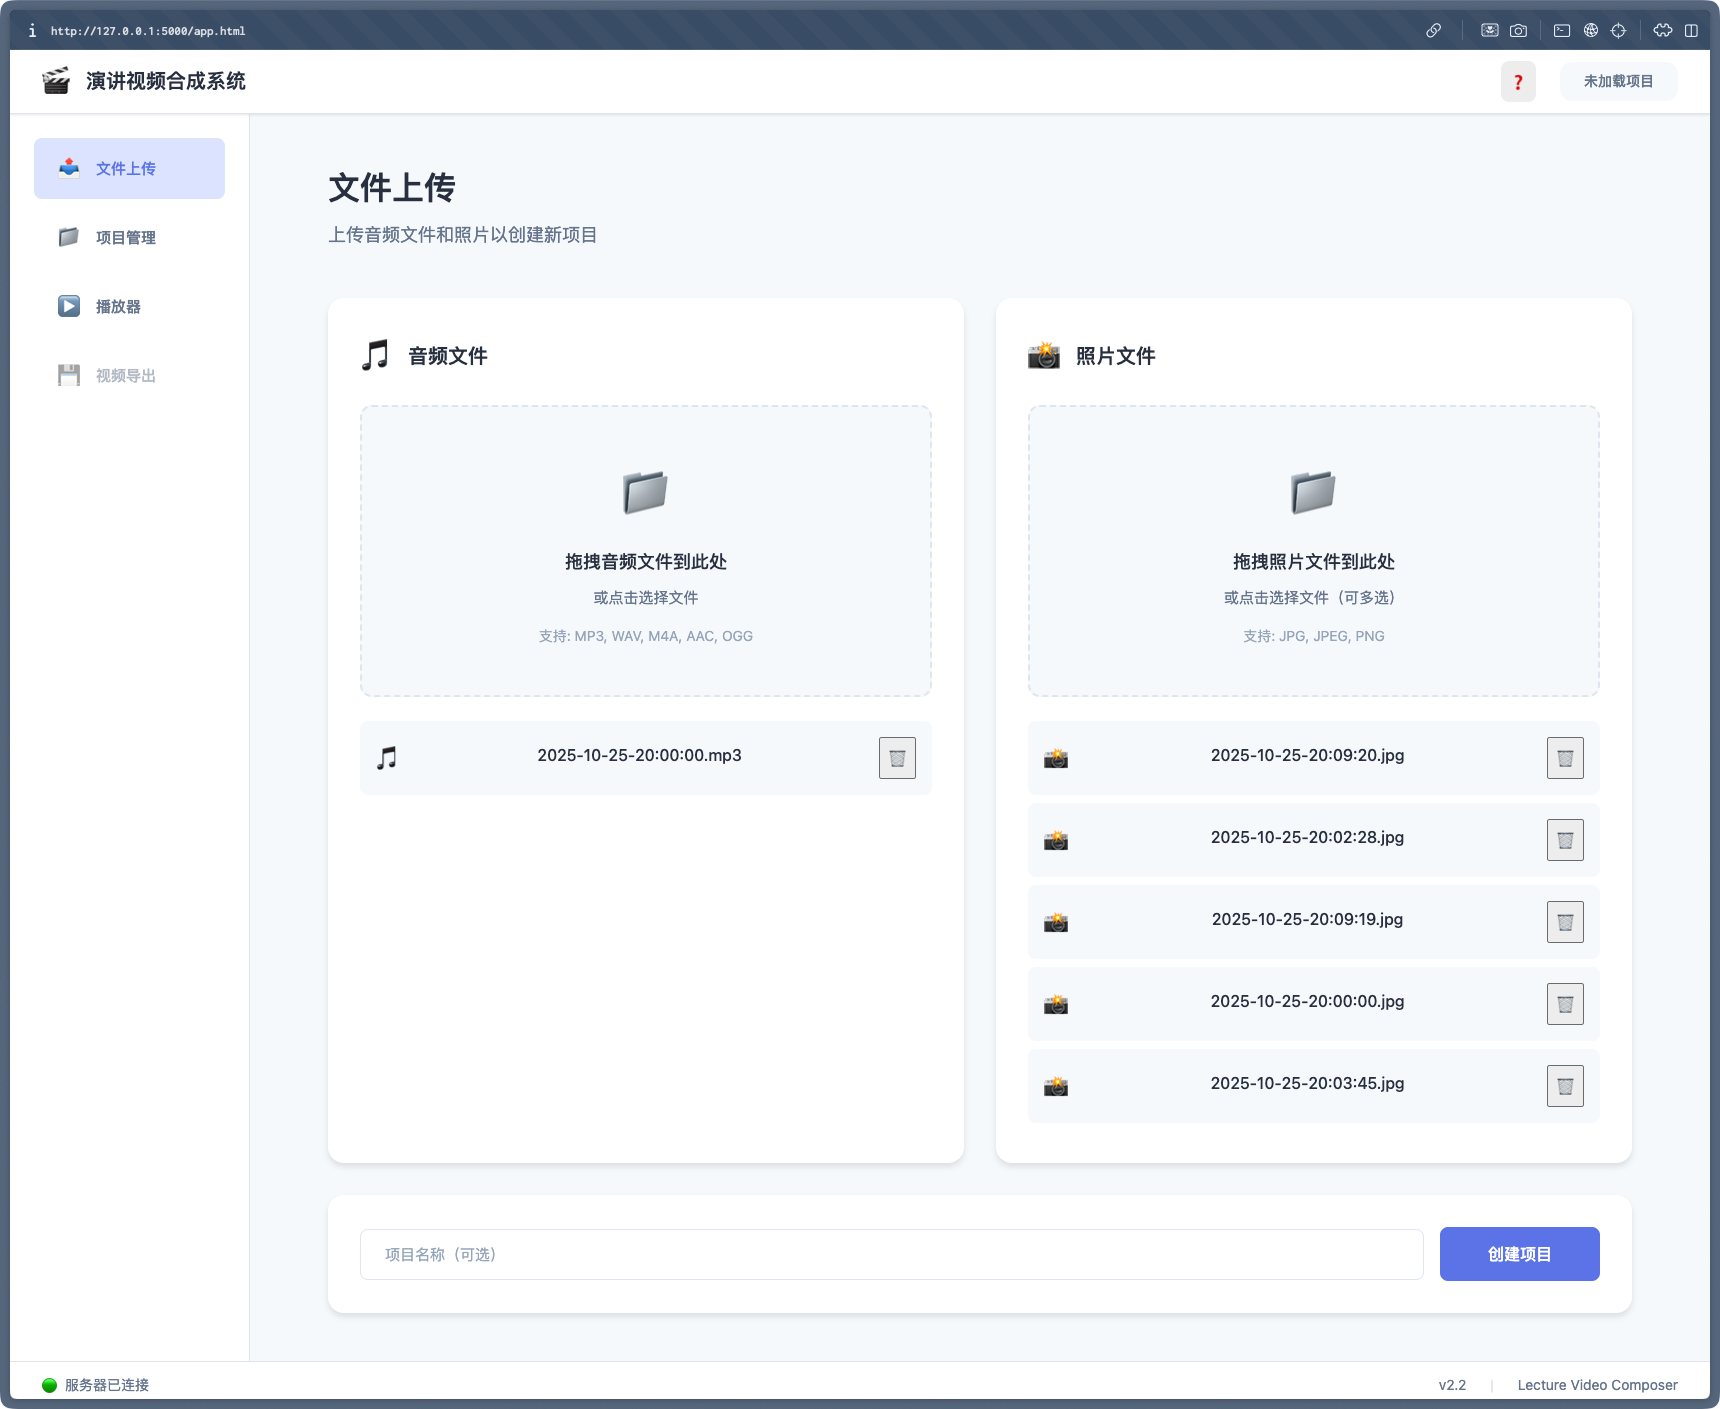 http://127.0.0.1:5000/app.html
演讲视频合成系统
?
未加载项目
文件上传
项目管理
播放器
视频导出
文件上传
上传音频文件和照片以创建新项目
音频文件
拖拽音频文件到此处
或点击选择文件
支持: MP3, WAV, M4A, AAC, OGG
2025-10-25-20:00:00.mp3
照片文件
拖拽照片文件到此处
或点击选择文件（可多选）
支持: JPG, JPEG, PNG
2025-10-25-20:09:20.jpg
2025-10-25-20:02:28.jpg
2025-10-25-20:09:19.jpg
2025-10-25-20:00:00.jpg
2025-10-25-20:03:45.jpg
项目名称（可选）
创建项目
服务器已连接
v2.2 | Lecture Video Composer